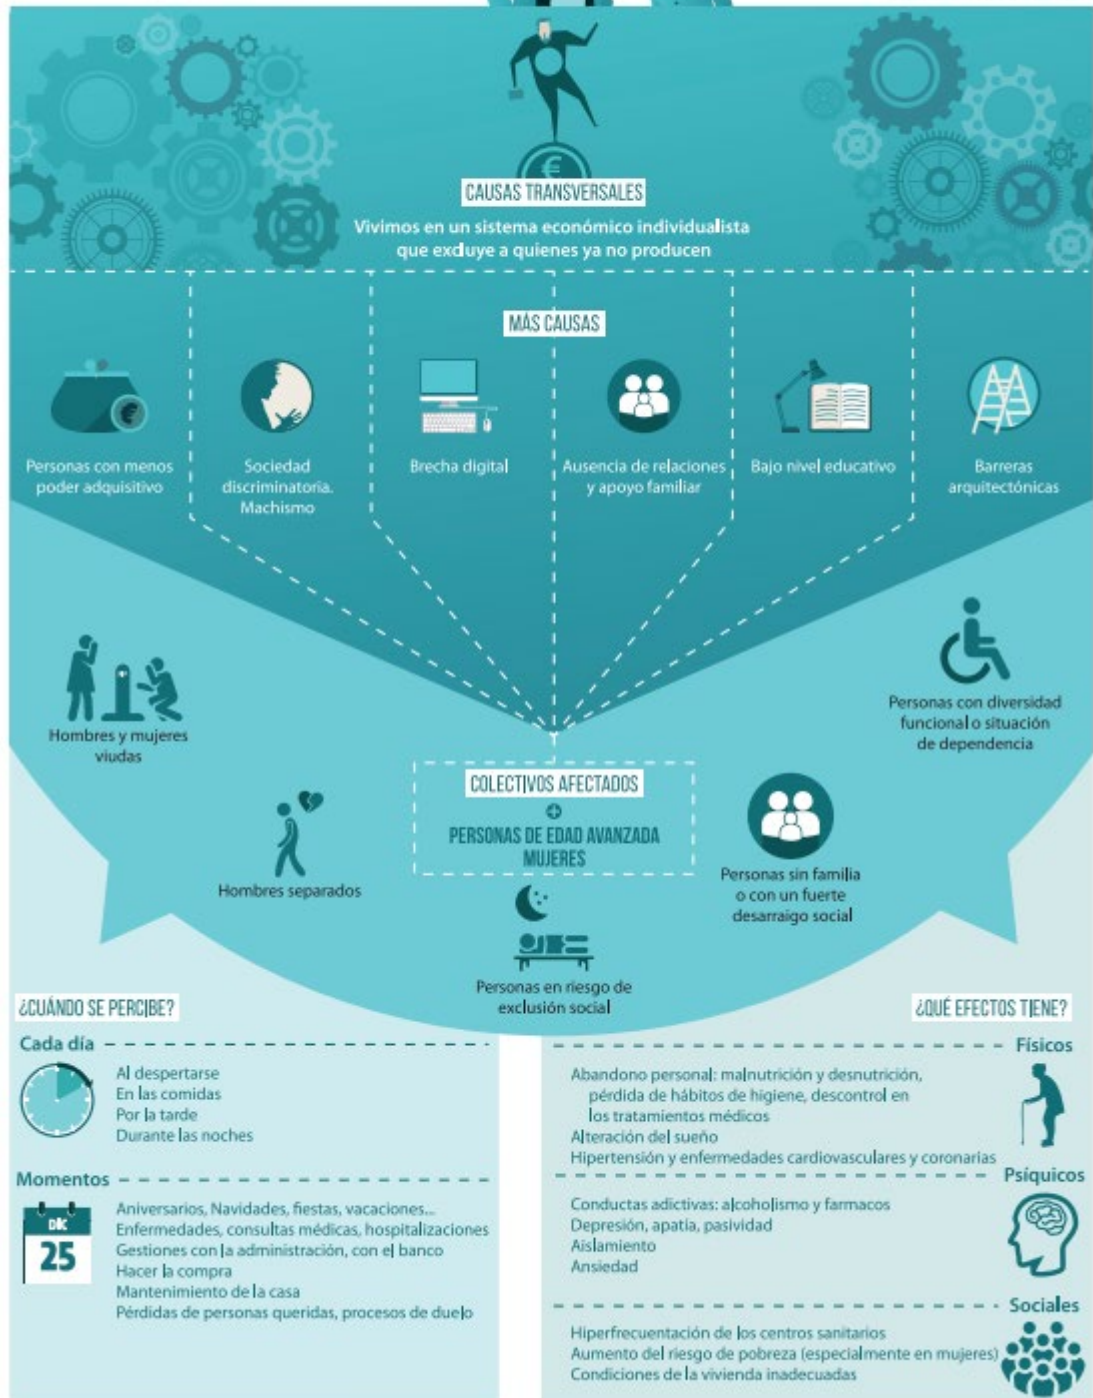 €
CAUSAS TRANSVERSALES
Vivimos en un sistema económico individualista
que excluye a quienes ya no producen
MÁS CAUSAS
€
Personas con menos
poder adquisitivo
Sociedad
discriminatoria.
Machismo
Brecha digital
Ausencia de relaciones
y apoyo familiar
Bajo nivel educativo
Barreras
arquitectónicas
Hombres y mujeres
viudas
Personas con diversidad
funcional o situación
de dependencia
COLECTIVOS AFECTADOS
+
PERSONAS DE EDAD AVANZADA
MUJERES
Hombres separados
Personas sin familia
o con un fuerte
desarraigo social
Personas en riesgo de
exclusión social
¿CUÁNDO SE PERCIBE?
Cada día
Al despertarse
En las comidas
Por la tarde
Durante las noches
Momentos
DIC
25
Aniversarios, Navidades, fiestas, vacaciones...
Enfermedades, consultas médicas, hospitalizaciones
Gestiones con la administración, con el banco
Hacer la compra
Mantenimiento de la casa
Pérdidas de personas queridas, procesos de duelo
¿QUÉ EFECTOS TIENE?
Físicos
Abandono personal: malnutrición y desnutrición,
pérdida de hábitos de higiene, descontrol en
los tratamientos médicos
Alteración del sueño
Hipertensión y enfermedades cardiovasculares y coronarias
Psíquicos
Conductas adictivas: alcoholismo y farmacos
Depresión, apatía, pasividad
Aislamiento
Ansiedad
Sociales
Hiperfrecuentación de los centros sanitarios
Aumento del riesgo de pobreza (especialmente en mujeres)
Condiciones de la vivienda inadecuadas